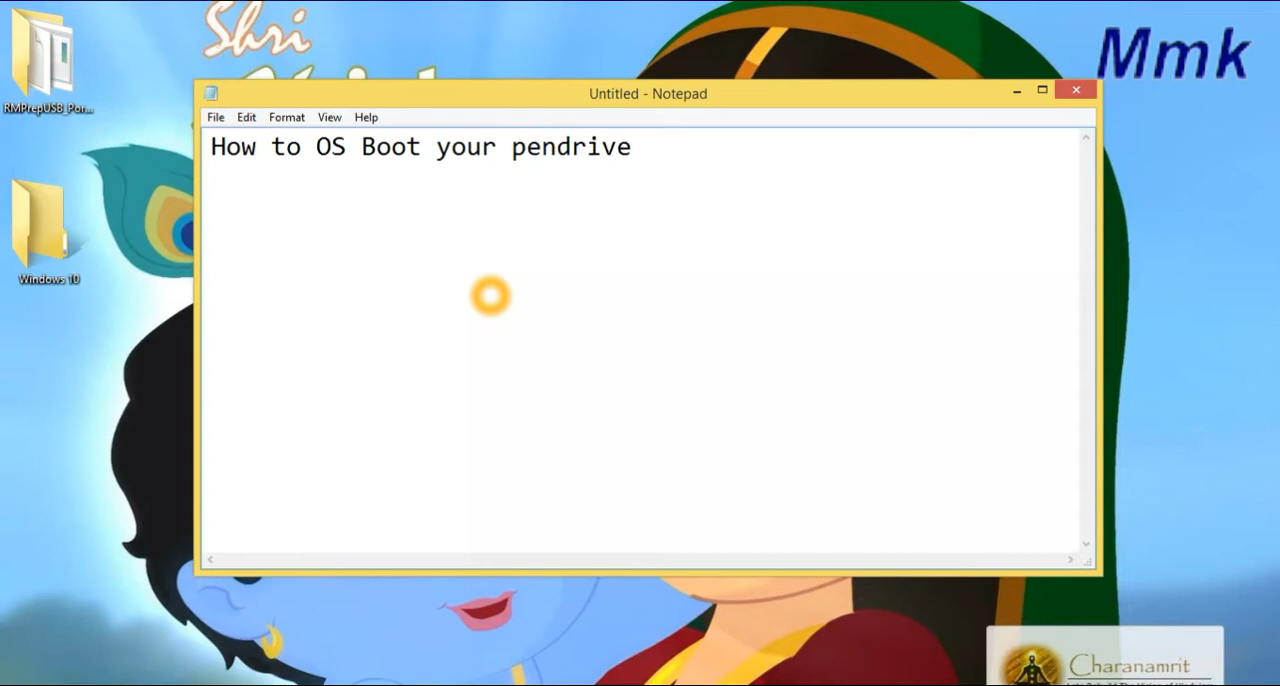 Shri
Mmk
RMPrepUSB_Por...
Untitled - Notepad
File Edit Format View Help
How to OS Boot your pendrive
Windows 10
Charanamrit